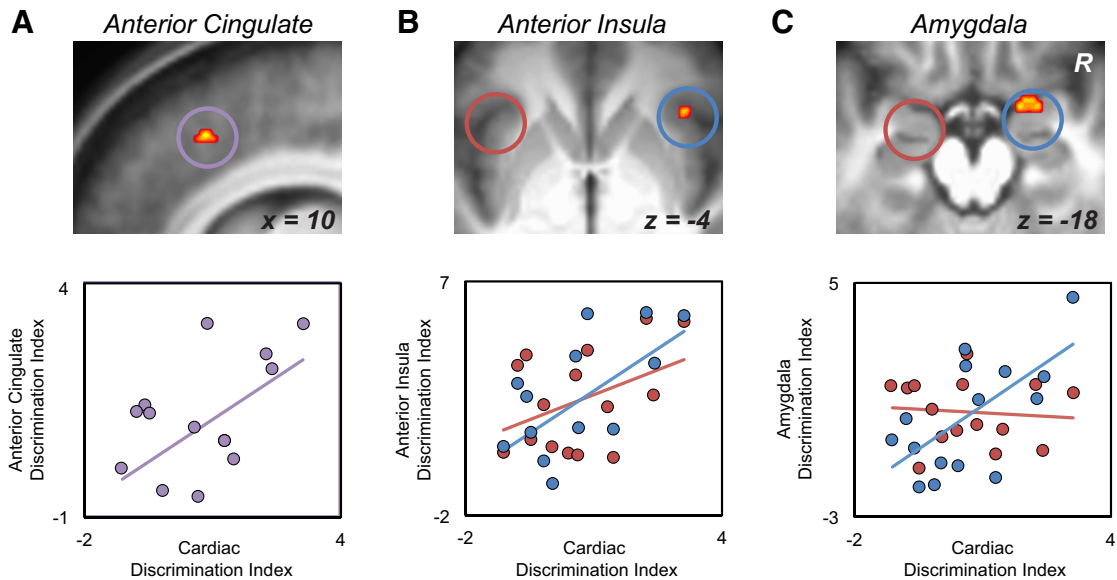 A
Anterior Cingulate
x = 10
4
Anterior Cingulate
Discrimination Index
-1
-2
4
Cardiac
Discrimination Index
B
Anterior Insula
z = -4
7
Anterior Insula
Discrimination Index
-2
-2
4
Cardiac
Discrimination Index
C
Amygdala
R
z = -18
5
Amygdala
Discrimination Index
-3
-2
4
Cardiac
Discrimination Index